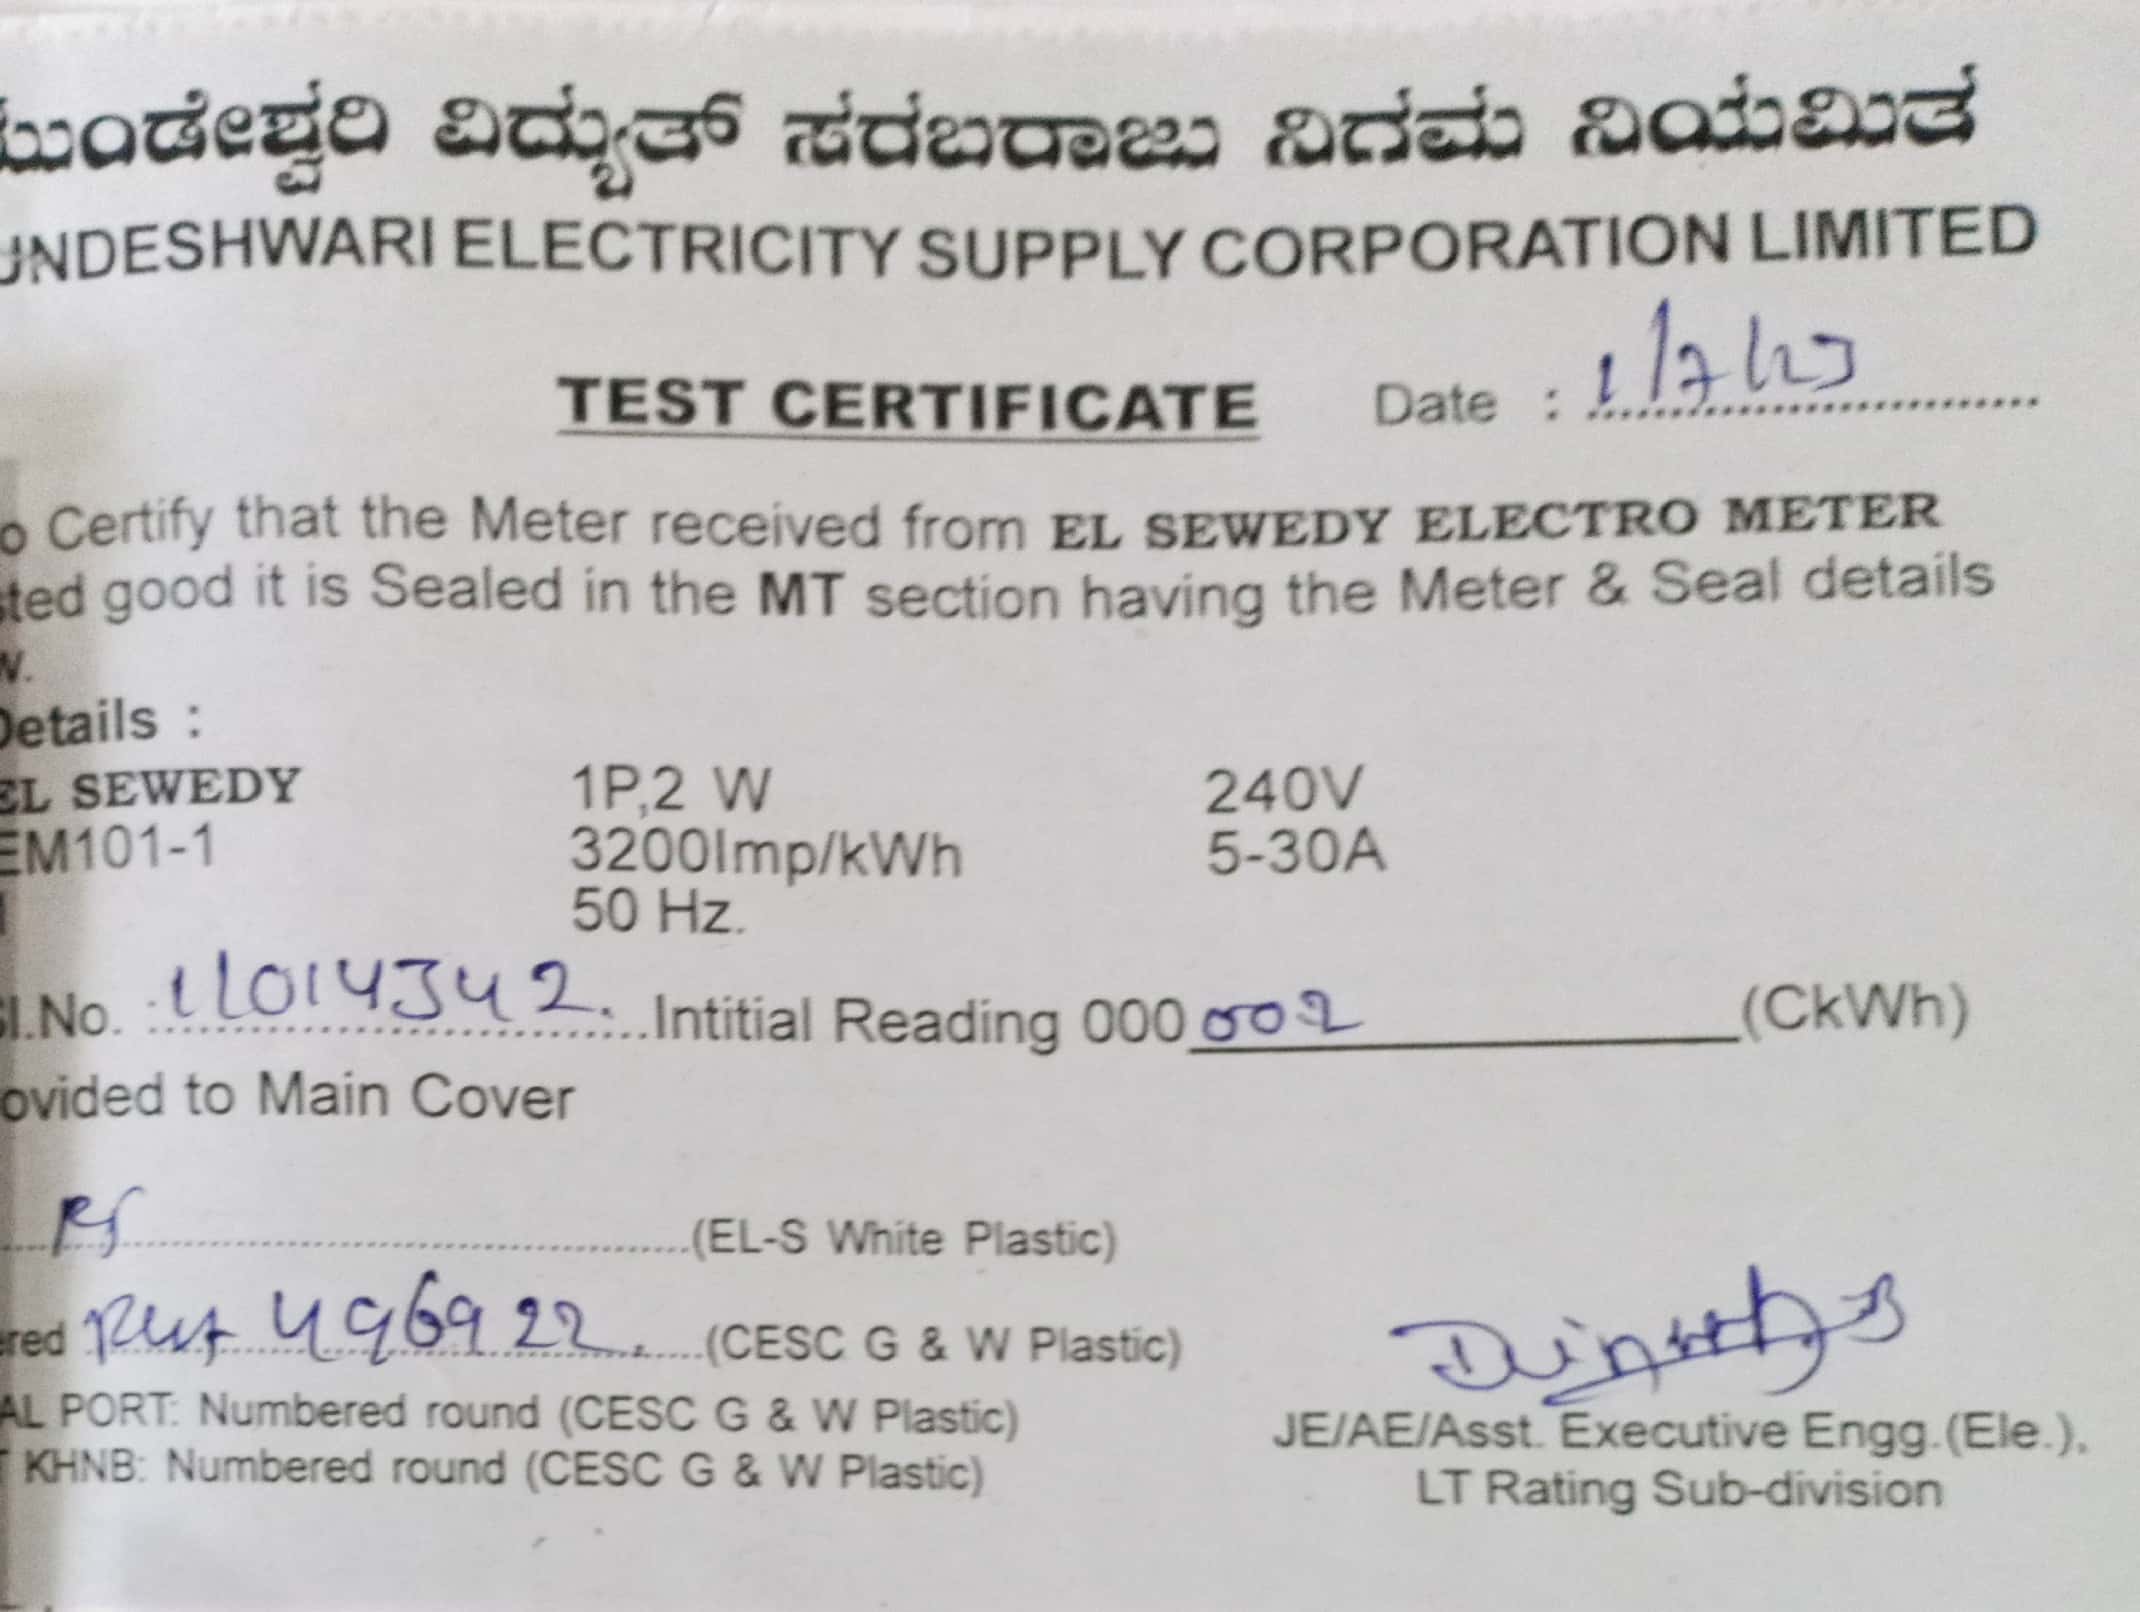 ಮುಂಡೇಶ್ವರಿ ವಿದ್ಯುತ್ ಸರಬರಾಜು ನಿಗಮ ನಿಯಮಿತ
UNDESHWARI ELECTRICITY SUPPLY CORPORATION LIMITED
TEST CERTIFICATE Date : 1/7/13
o Certify that the Meter received from EL SEWEDY ELECTRO METER
sted good it is Sealed in the MT section having the Meter & Seal details
w.
Details :
EL SEWEDY 1P,2 W 240V
EM101-1 3200Imp/kWh 5-30A
50 Hz.
Sl.No. 11014342. Intitial Reading 000 002 (CkWh)
ovided to Main Cover
(EL-S White Plastic)
ered 496922. (CESC G & W Plastic)
AL PORT: Numbered round (CESC G & W Plastic)
T KHNB: Numbered round (CESC G & W Plastic)
JE/AE/Asst. Executive Engg.(Ele.),
LT Rating Sub-division